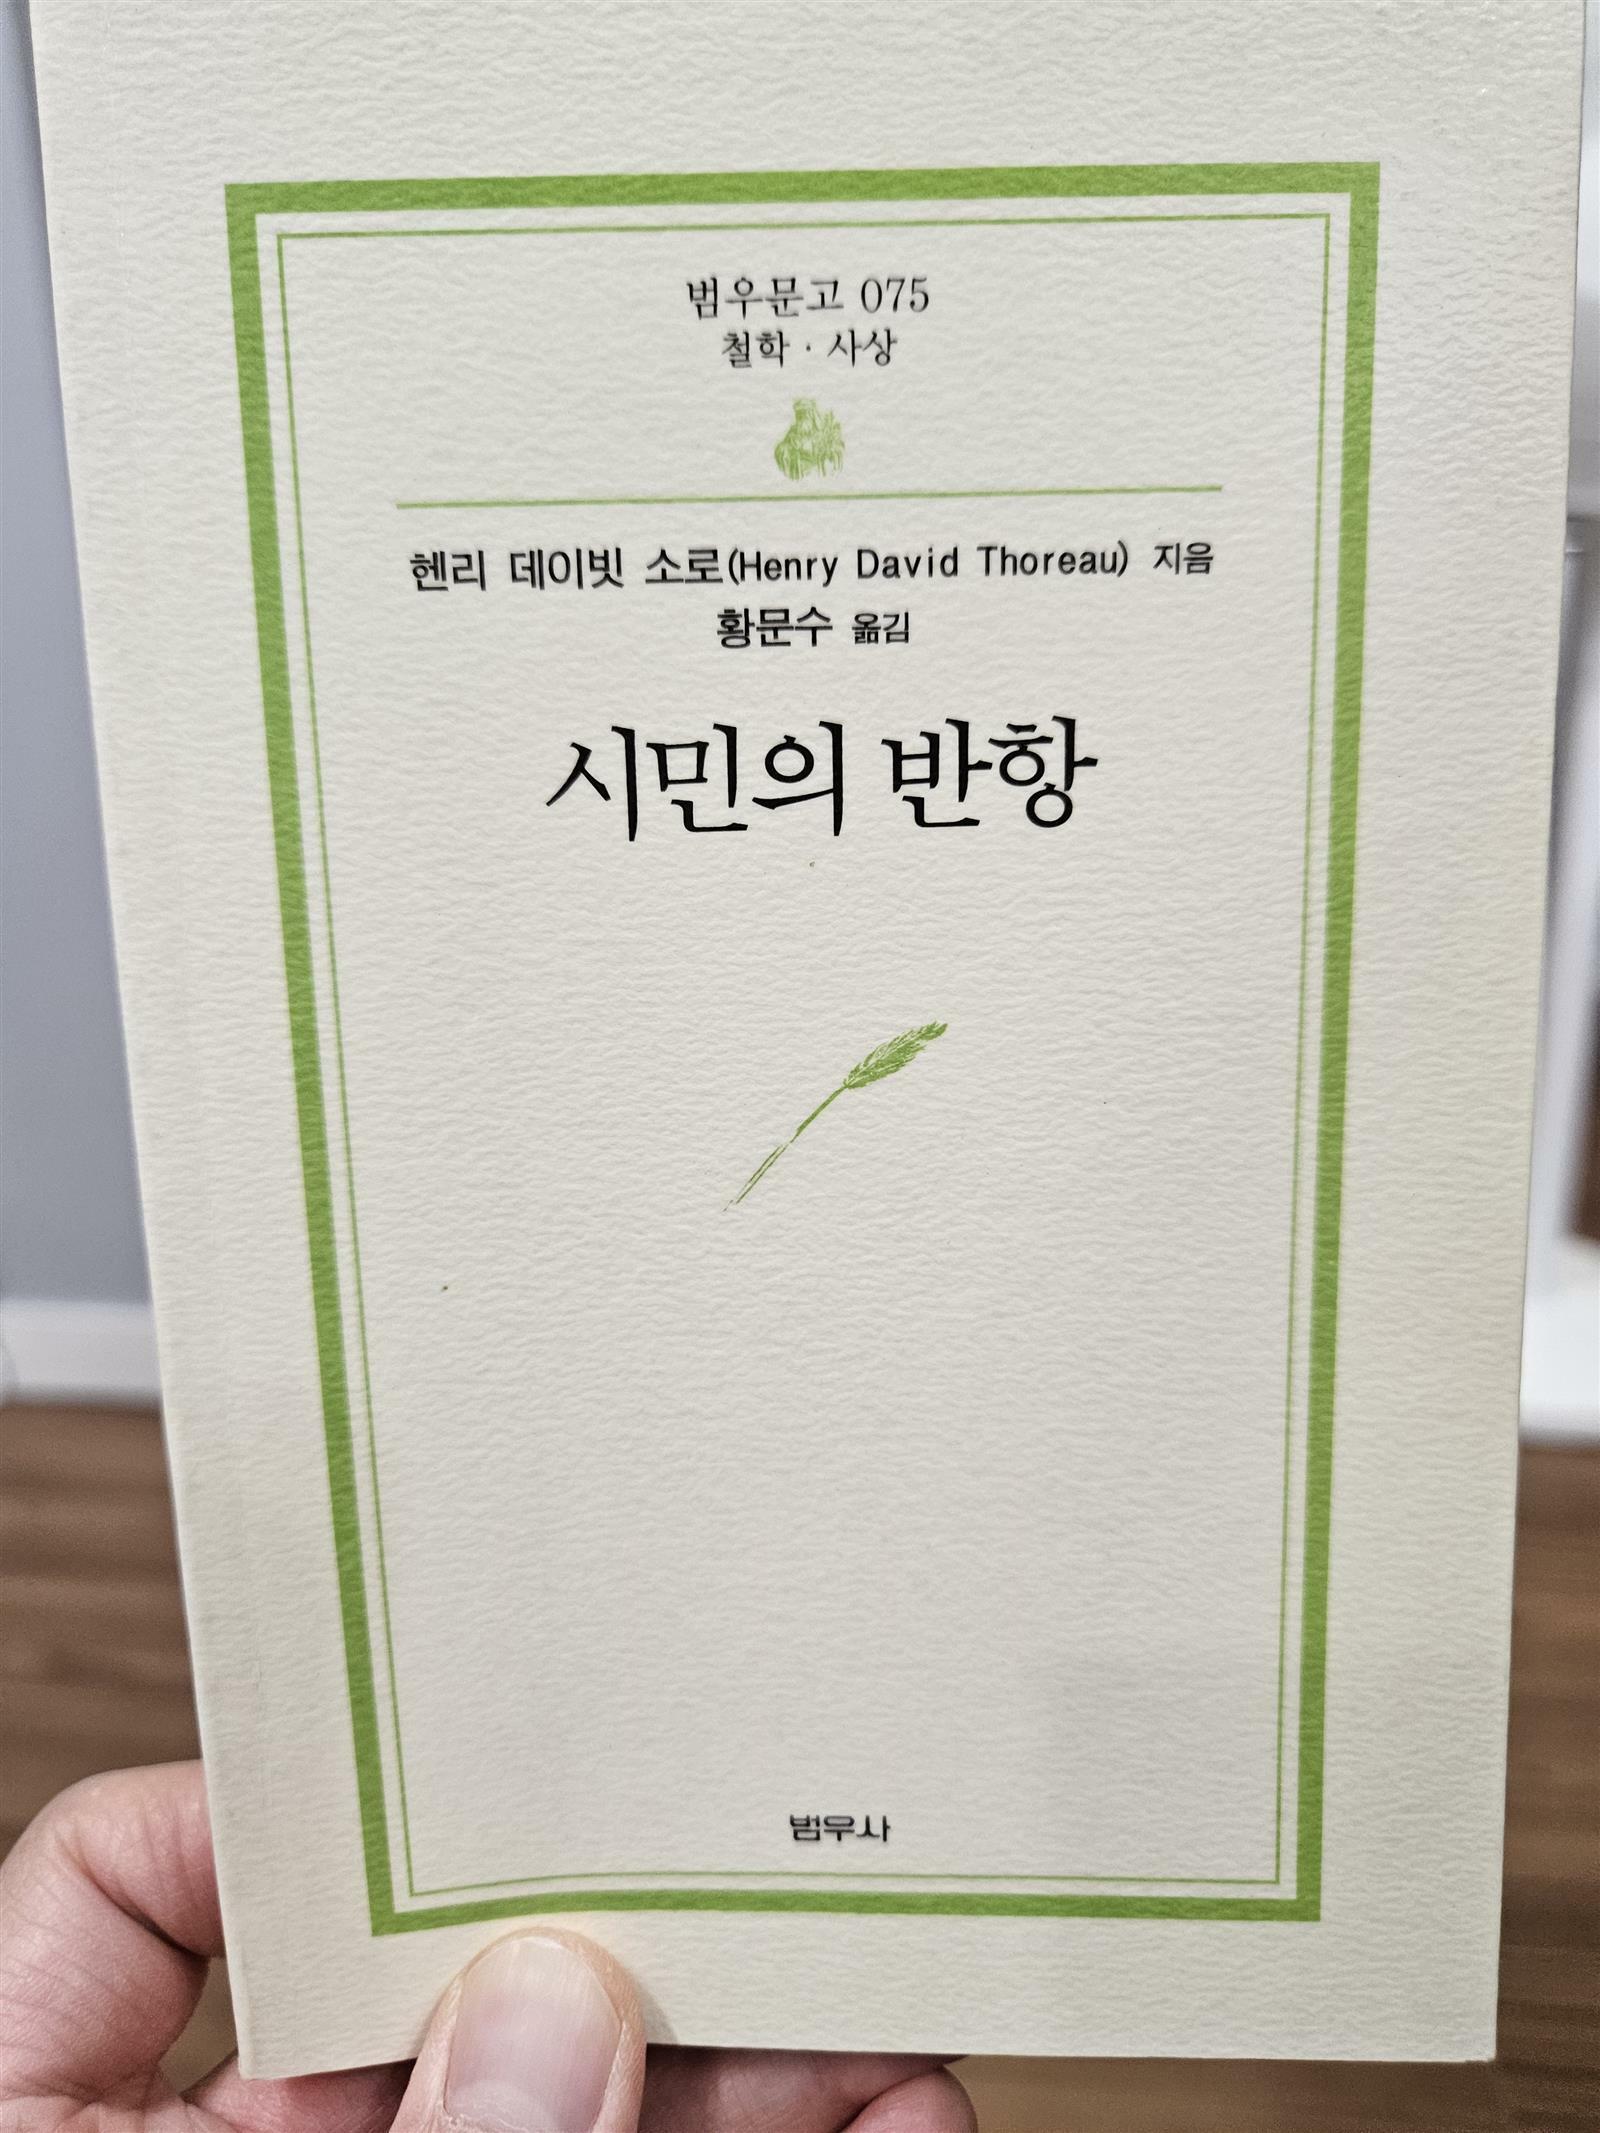 범우문고 075
철학 · 사상
헨리 데이빗 소로(Henry David Thoreau) 지음
황문수 옮김
시민의 반항
범우사